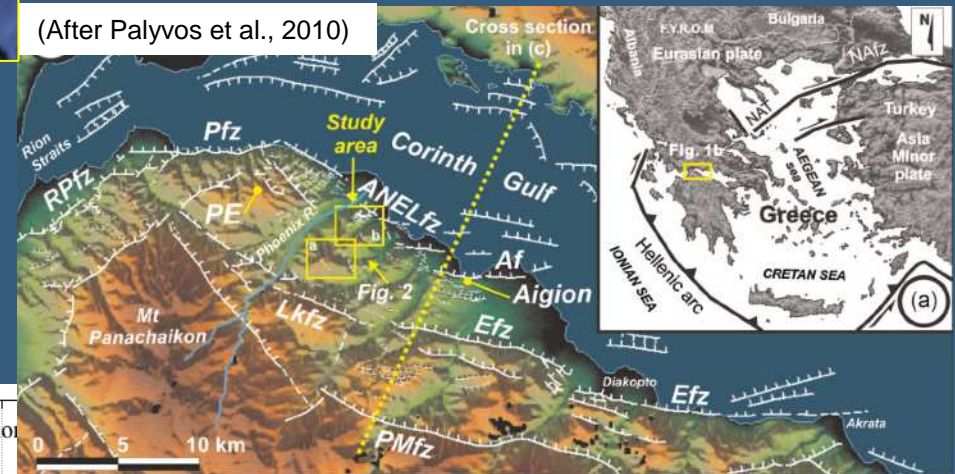 (After Palyvos et al., 2010)
Cross section
in (c)
Rion
Straits
Pfz
Study
area
Corinth
Gulf
RPfz
PE
Phoenix R.
ANELfz
a
b
Fig. 2
Af
Aigion
Mt
Panachaikon
Lkfz
Efz
Diakopto
Efz
Akrata
PMfz
0 5 10 km
N
Bulgaria
F.Y.R.O.M
Albania
Eurasian plate
NAfz
NAT
Turkey
Fig. 1b
AEGEAN
sea
Asia
Minor
plate
Greece
Hellenic arc
IONIAN SEA
CRETAN SEA
(a)